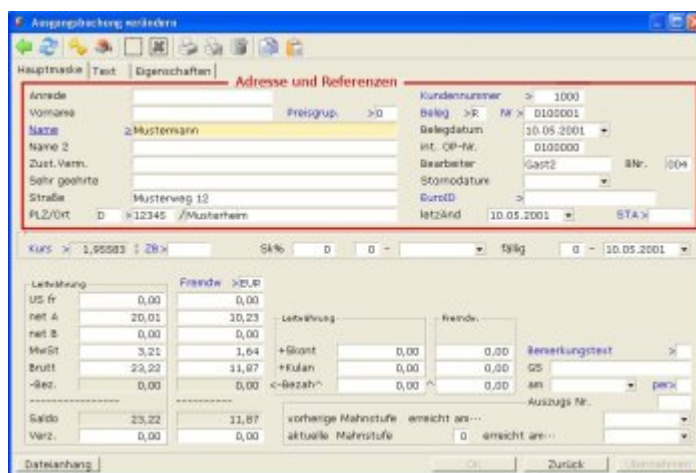 Ausgangsbuchung verändern
Hauptmaske Text Eigenschaften
Adresse und Referenzen
Anrede Kundennummer > 1000
Vorname Preisgrup. >0 Beleg >R Nr > 0100001
Name >Mustermann Belegdatum 10.05.2001
Name 2 int. OP-Nr. 0100000
Zust.Verm. Bearbeiter Gast2 BNr. 004
Sehr geehrte Stornodatum
Straße Musterweg 12 EuroID >
PLZ/Ort D >12345 /Musterheim letzÄnd 10.05.2001 STA>
Kurs > 1,95583 : ZB> Sk% 0 0 - fällig 0 - 10.05.2001
Leitwährung Fremdw >EUR
US fr 0,00 0,00
net A 20,01 10,23 Leitwährung Fremdw.
net B 0,00 0,00
MwSt 3,21 1,64 +Skont 0,00 0,00 Bemerkungstext >
Brutt 23,22 11,87 +Kulan 0,00 0,00 GS
-Bez. 0,00 0,00 <-Bezah^ 0,00 ^ 0,00 am per>
---------------- ---------- Auszugs Nr.
Saldo 23,22 11,87 vorherige Mahnstufe erreicht am···
Verz. 0,00 0,00 aktuelle Mahnstufe 0 erreicht am···
Dateianhang OK Zurück Übernehmen